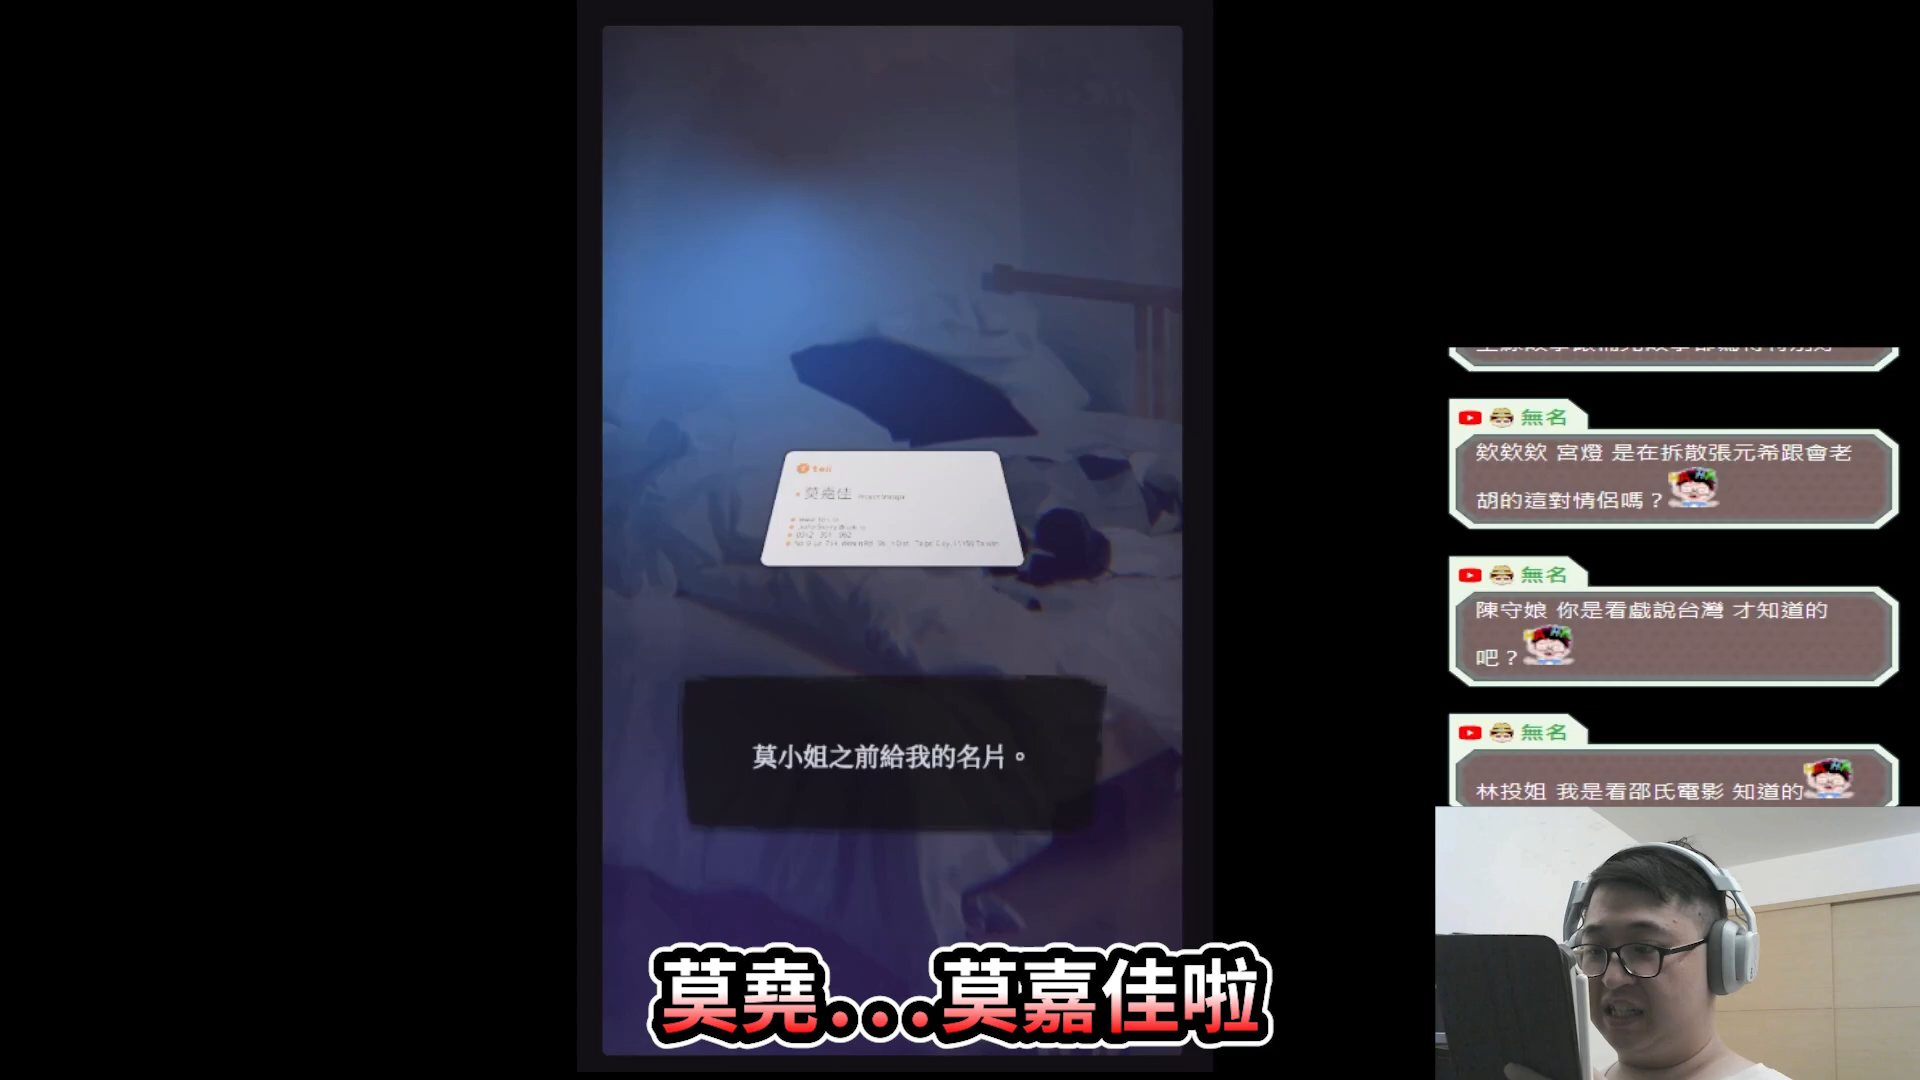 莫嘉佳
莫小姐之前給我的名片。
無名
欸欸欸 宮燈 是在拆散張元希跟會老
胡的這對情侶嗎？
無名
陳守娘 你是看戲說台灣 才知道的
吧？
無名
林投姐 我是看邵氏電影 知道的
莫堯...莫嘉佳啦